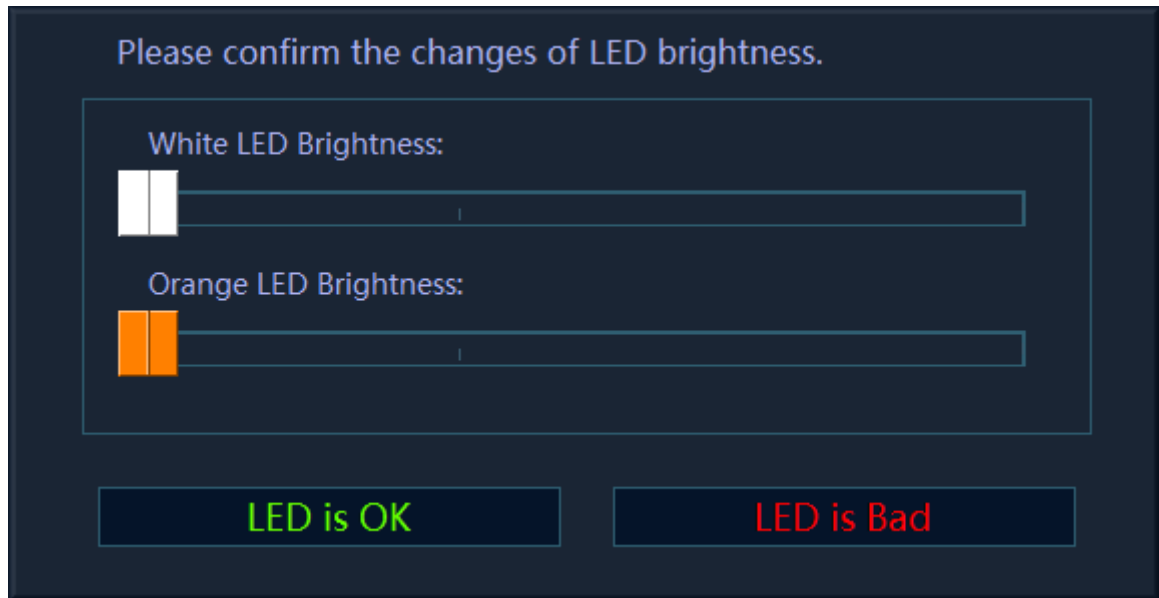 Please confirm the changes of LED brightness.
White LED Brightness:
Orange LED Brightness:
LED is OK
LED is Bad